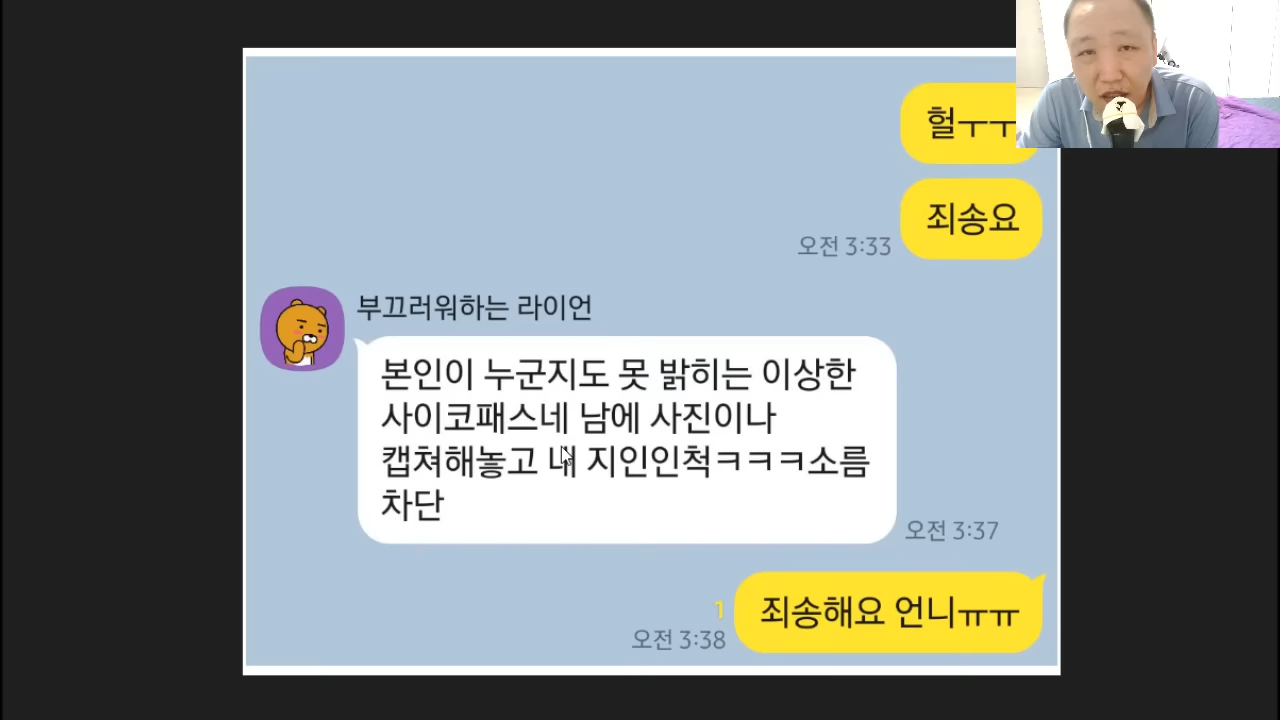 헐ㅜㅜ
죄송요
오전 3:33
부끄러워하는 라이언
본인이 누군지도 못 밝히는 이상한
사이코패스네 남에 사진이나
캡쳐해놓고 내 지인인척ㅋㅋㅋ소름
차단
오전 3:37
죄송해요 언니ㅠㅠ
1
오전 3:38